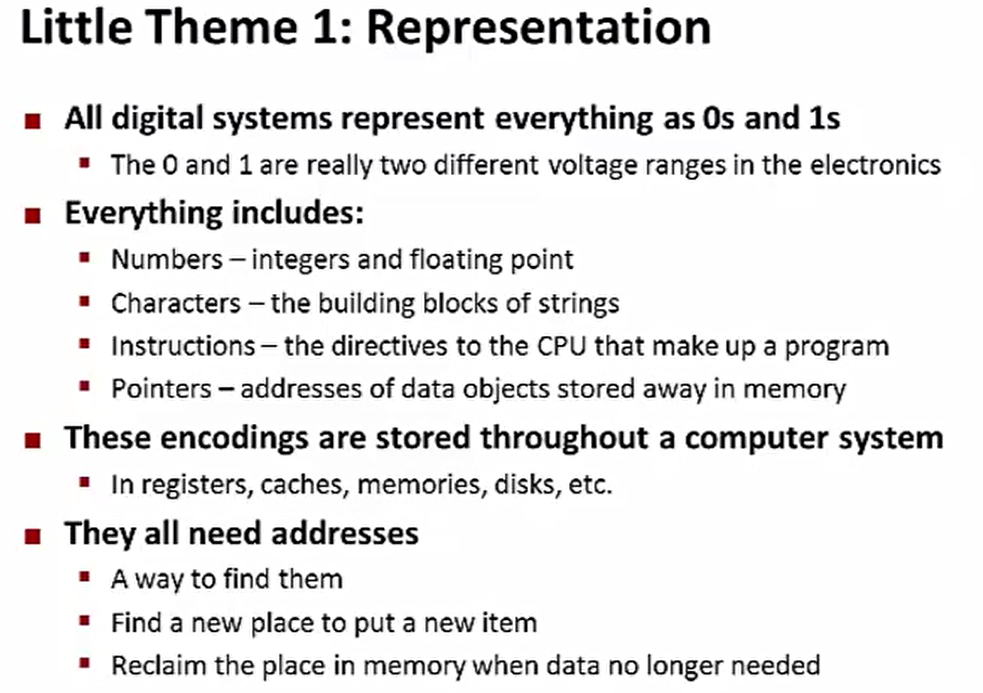 Little Theme 1: Representation
All digital systems represent everything as 0s and 1s
The 0 and 1 are really two different voltage ranges in the electronics
Everything includes:
Numbers – integers and floating point
Characters – the building blocks of strings
Instructions – the directives to the CPU that make up a program
Pointers – addresses of data objects stored away in memory
These encodings are stored throughout a computer system
In registers, caches, memories, disks, etc.
They all need addresses
A way to find them
Find a new place to put a new item
Reclaim the place in memory when data no longer needed